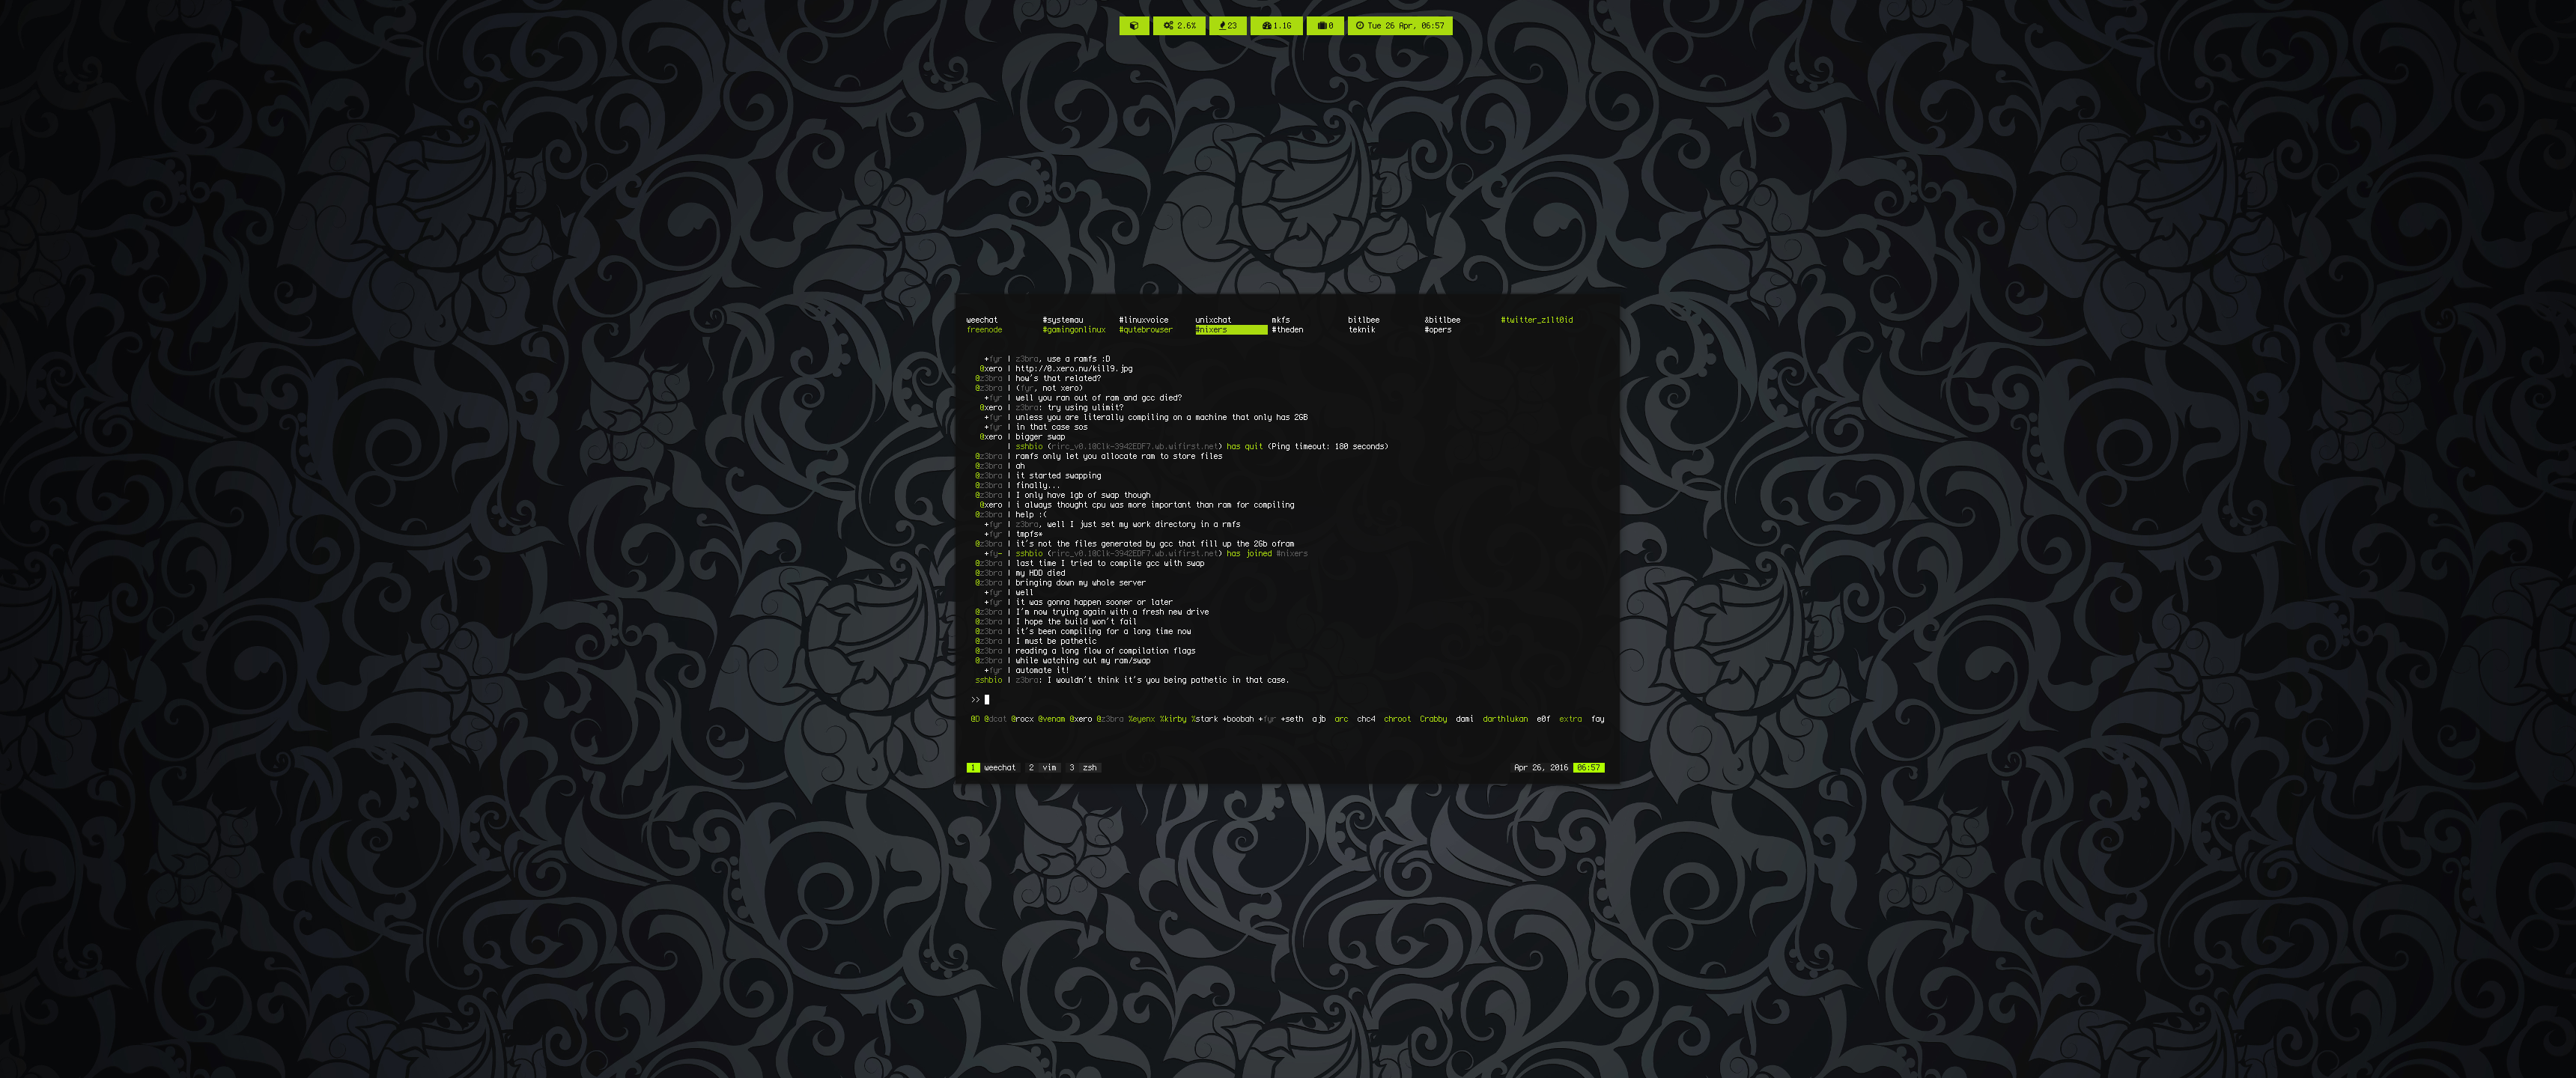 2.6% 23 1.1G 0 Tue 26 Apr, 06:57
weechat #systemau #linuxvoice unixchat mkfs bitlbee &bitlbee #twitter_z1lt0id
freenode #gamingonlinux #qutebrowser #nixers #theden teknik #opers
+fyr | z3bra, use a ramfs :D
@xero | http://0.xero.nu/kill9.jpg
@z3bra | how's that related?
@z3bra | (fyr, not xero)
+fyr | well you ran out of ram and gcc died?
@xero | z3bra: try using ulimit?
+fyr | unless you are literally compiling on a machine that only has 2GB
+fyr | in that case sos
@xero | bigger swap
| sshbio (rirc_v0.10Clk-3942EDF7.wb.wifirst.net) has quit (Ping timeout: 180 seconds)
@z3bra | ramfs only let you allocate ram to store files
@z3bra | ah
@z3bra | it started swapping
@z3bra | finally...
@z3bra | I only have 1gb of swap though
@xero | i always thought cpu was more important than ram for compiling
@z3bra | help :(
+fyr | z3bra, well I just set my work directory in a rmfs
+fyr | tmpfs*
@z3bra | it's not the files generated by gcc that fill up the 2Gb ofram
+fy- | sshbio (rirc_v0.10Clk-3942EDF7.wb.wifirst.net) has joined #nixers
@z3bra | last time I tried to compile gcc with swap
@z3bra | my HDD died
@z3bra | bringing down my whole server
+fyr | well
+fyr | it was gonna happen sooner or later
@z3bra | I'm now trying again with a fresh new drive
@z3bra | I hope the build won't fail
@z3bra | it's been compiling for a long time now
@z3bra | I must be pathetic
@z3bra | reading a long flow of compilation flags
@z3bra | while watching out my ram/swap
+fyr | automate it!
sshbio | z3bra: I wouldn't think it's you being pathetic in that case.
>>
@D @dcat @rocx @venam @xero @z3bra %eyenx %kirby %stark +boobah +fyr +seth ajb arc chc4 chroot Crabby dami darthlukan e0f extra fay
1 weechat 2 vim 3 zsh Apr 26, 2016 06:57